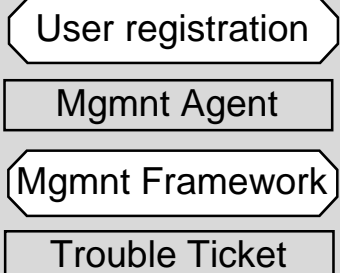 User registration
Mgmnt Agent
Mgmnt Framework
Trouble Ticket